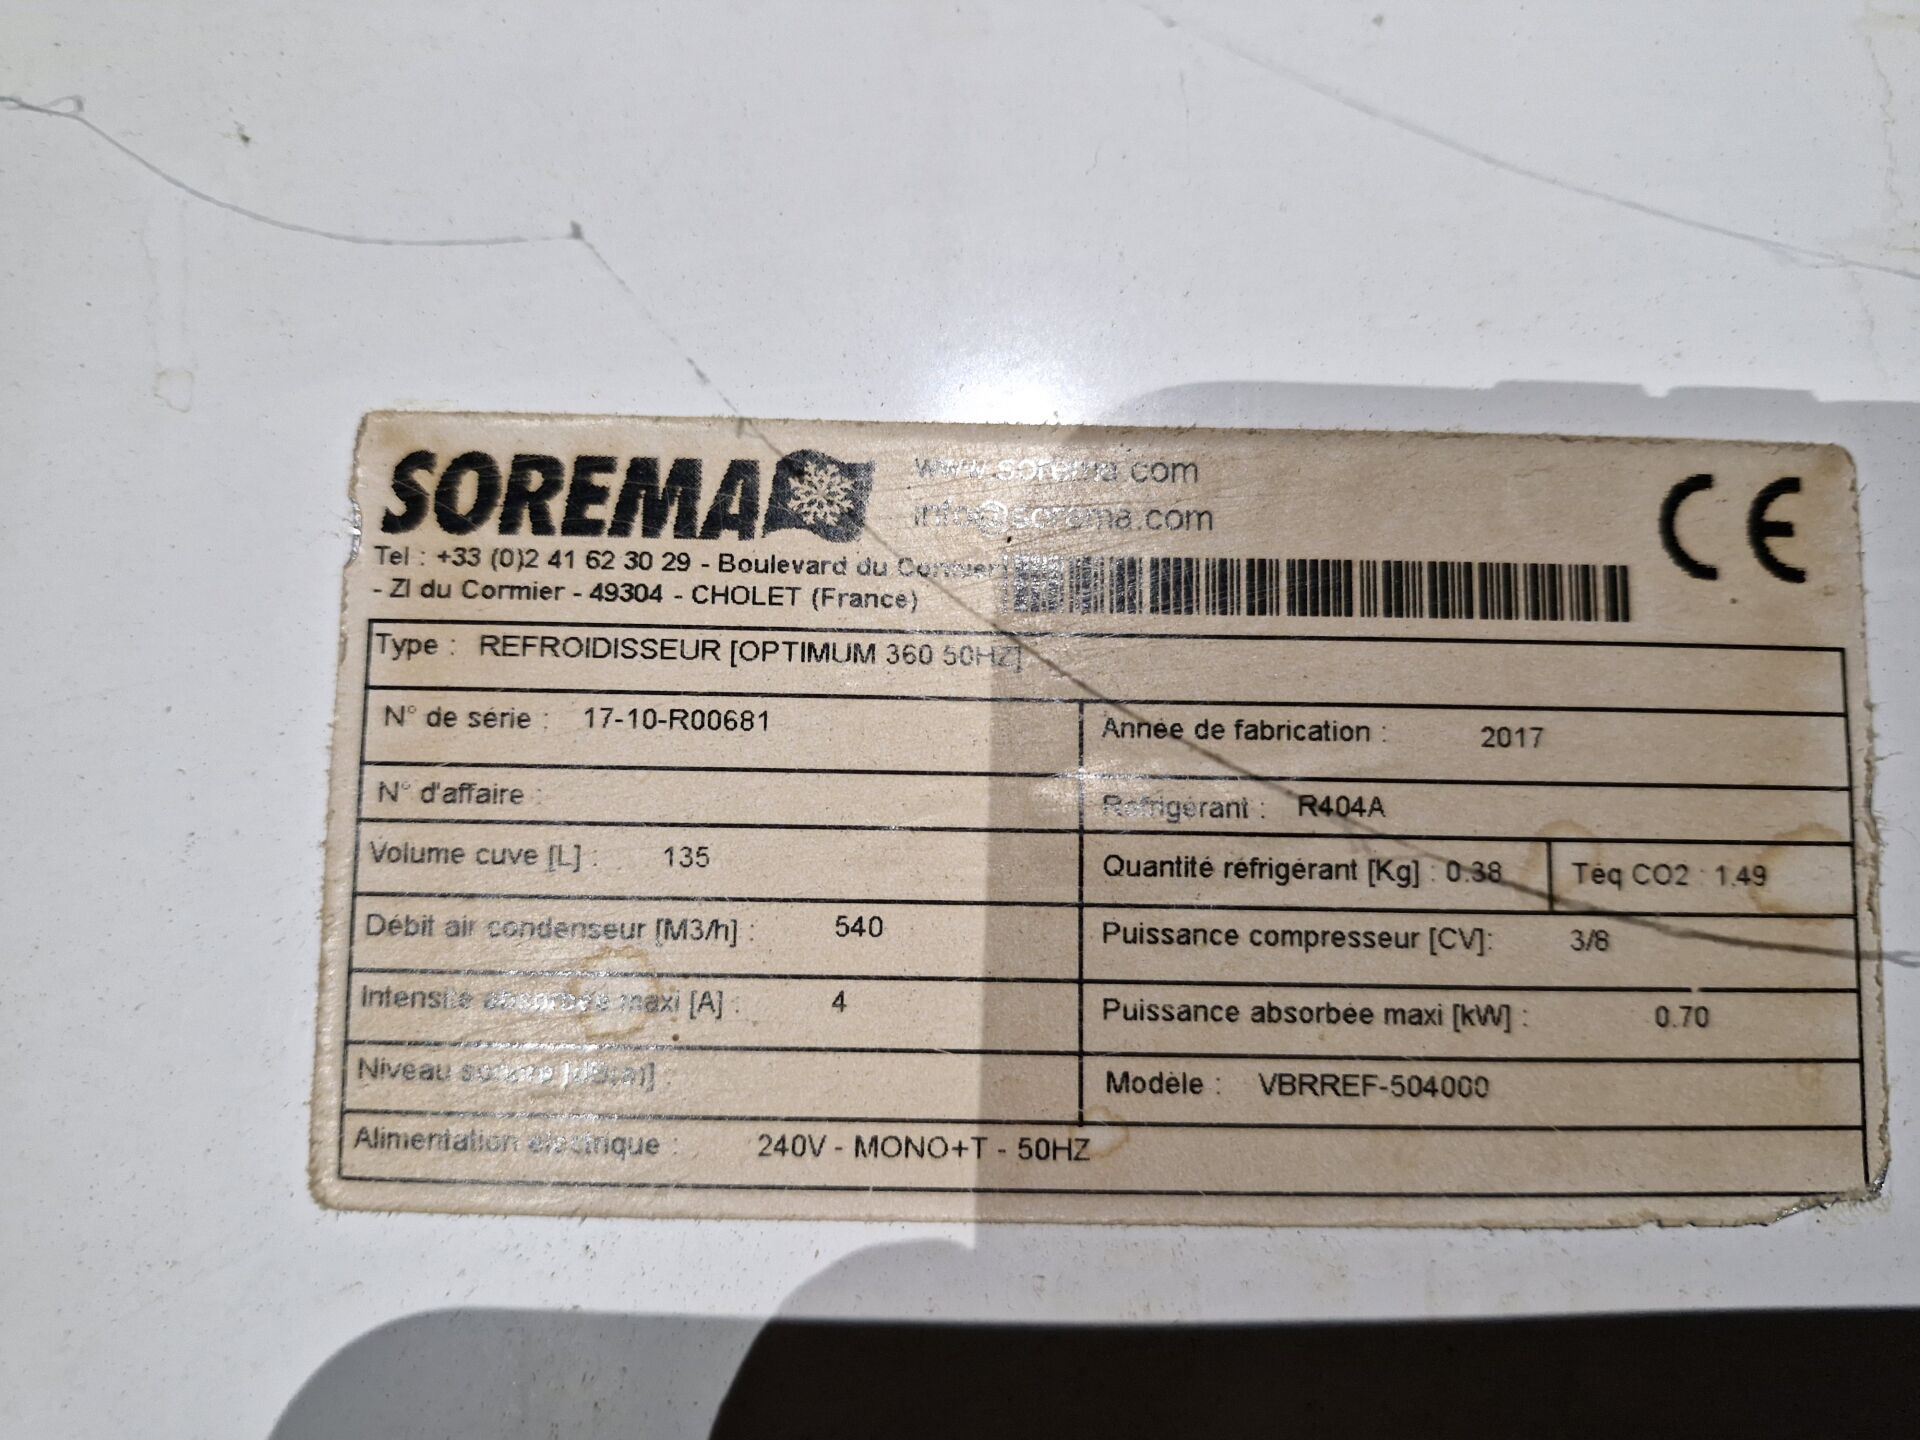 SOREMA
www.sorema.com
info@sorema.com
CE
Tel : +33 (0)2 41 62 30 29 - Boulevard du Cormier
- ZI du Cormier - 49304 - CHOLET (France)
Type : REFROIDISSEUR [OPTIMUM 360 50HZ]
N° de série : 17-10-R00681
Année de fabrication : 2017
N° d'affaire :
Réfrigérant : R404A
Volume cuve [L] : 135
Quantité réfrigérant [Kg] : 0.38
Teq CO2 : 1.49
Débit air condenseur [M3/h] : 540
Puissance compresseur [CV]: 3/8
Intensité absorbée maxi [A] : 4
Puissance absorbée maxi [kW] : 0.70
Niveau sonore [dB(a)] :
Modèle : VBRREF-504000
Alimentation électrique : 240V - MONO+T - 50HZ